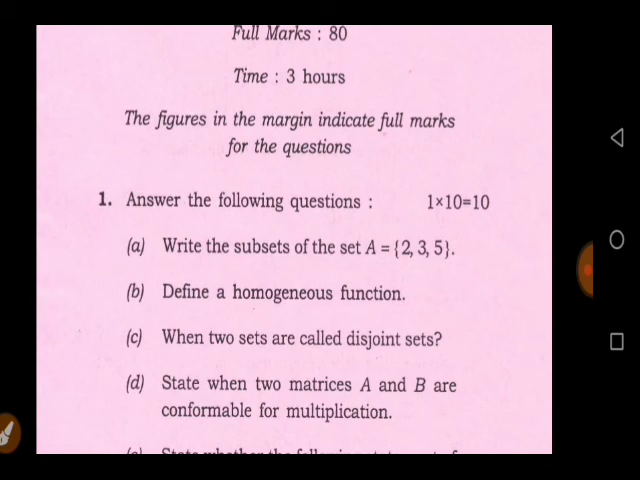 Full Marks : 80
Time : 3 hours
The figures in the margin indicate full marks
for the questions
1. Answer the following questions : 1×10=10
(a) Write the subsets of the set A = {2, 3, 5}.
(b) Define a homogeneous function.
(c) When two sets are called disjoint sets?
(d) State when two matrices A and B are
conformable for multiplication.